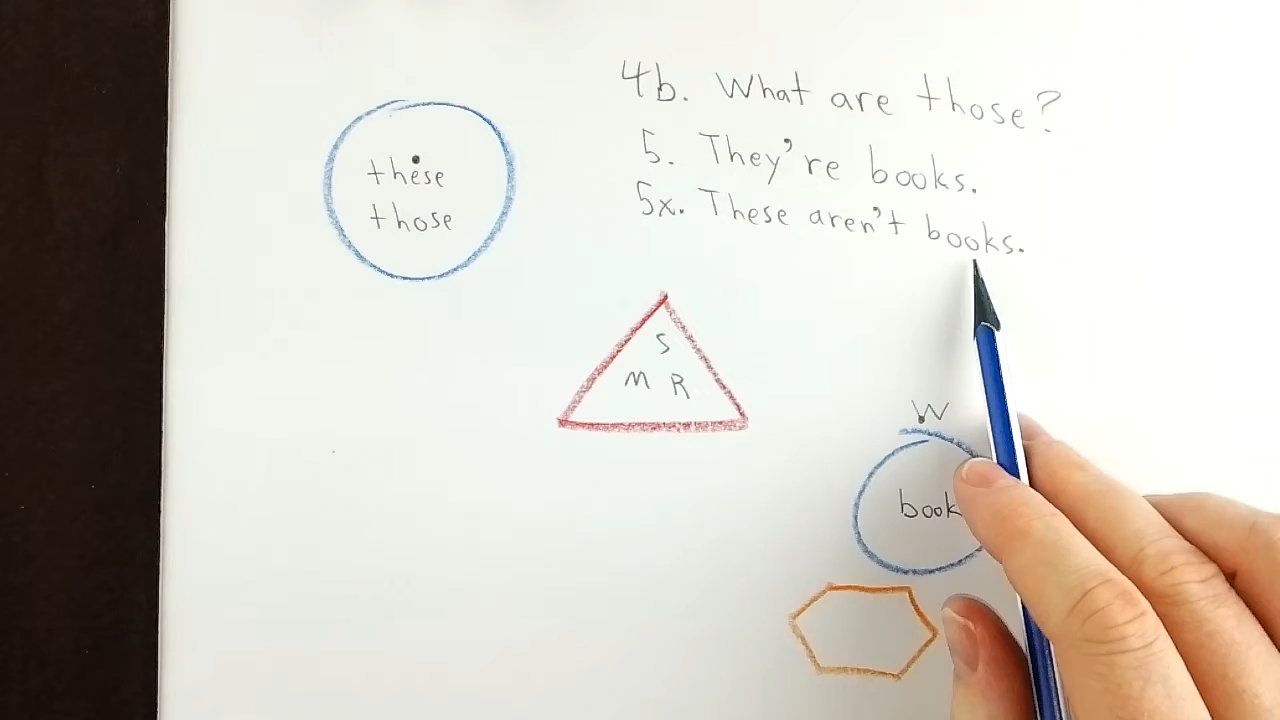 4b. What are those?
5. They're books.
5x. These aren't books.
these
those
S
M R
W
book